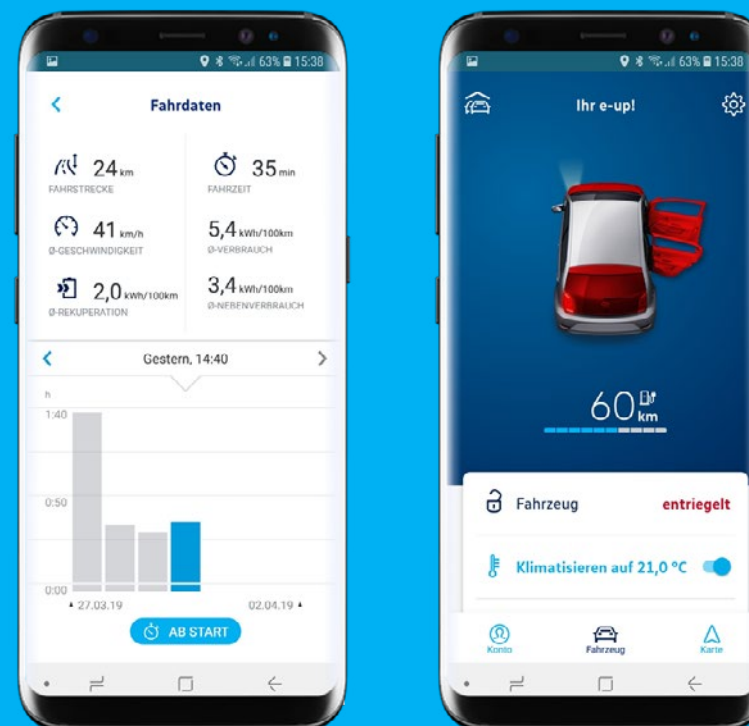 63% 15:38
Fahrdaten
24 km
FAHRSTRECKE
35 min
FAHRZEIT
41 km/h
Ø-GESCHWINDIGKEIT
5,4 kWh/100km
Ø-VERBRAUCH
2,0 kWh/100km
Ø-REKUPERATION
3,4 kWh/100km
Ø-NEBENVERBRAUCH
Gestern, 14:40
h
1:40
0:50
0:00
27.03.19 02.04.19
AB START
63% 15:38
Ihr e-up!
60 km
Fahrzeug entriegelt
Klimatisieren auf 21,0 °C
Konto Fahrzeug Karte